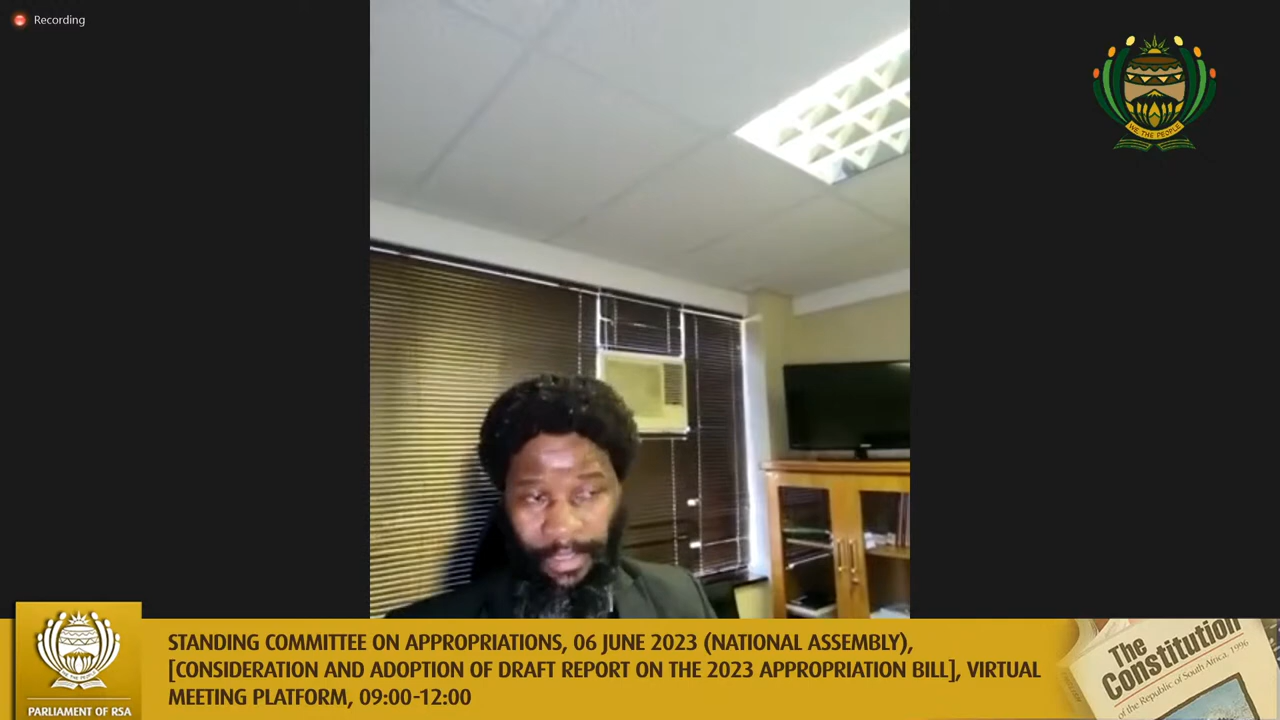 Recording
WE, THE PEOPLE
STANDING COMMITTEE ON APPROPRIATIONS, 06 JUNE 2023 (NATIONAL ASSEMBLY),
[CONSIDERATION AND ADOPTION OF DRAFT REPORT ON THE 2023 APPROPRIATION BILL], VIRTUAL
MEETING PLATFORM, 09:00-12:00
PARLIAMENT OF RSA
The
Constitution
of the Republic of South Africa, 1996